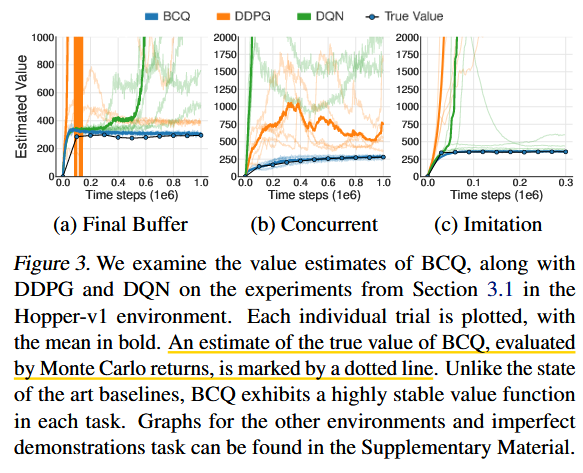 BCQ DDPG DQN True Value
Estimated Value
1000
800
600
400
200
0
0.0 0.2 0.4 0.6 0.8 1.0
Time steps (1e6)
(a) Final Buffer
2000
1750
1500
1250
1000
750
500
250
0
0.0 0.2 0.4 0.6 0.8 1.0
Time steps (1e6)
(b) Concurrent
2000
1750
1500
1250
1000
750
500
250
0
0.0 0.1 0.2 0.3
Time steps (1e6)
(c) Imitation
Figure 3. We examine the value estimates of BCQ, along with
DDPG and DQN on the experiments from Section 3.1 in the
Hopper-v1 environment. Each individual trial is plotted, with
the mean in bold. An estimate of the true value of BCQ, evaluated
by Monte Carlo returns, is marked by a dotted line. Unlike the state
of the art baselines, BCQ exhibits a highly stable value function
in each task. Graphs for the other environments and imperfect
demonstrations task can be found in the Supplementary Material.